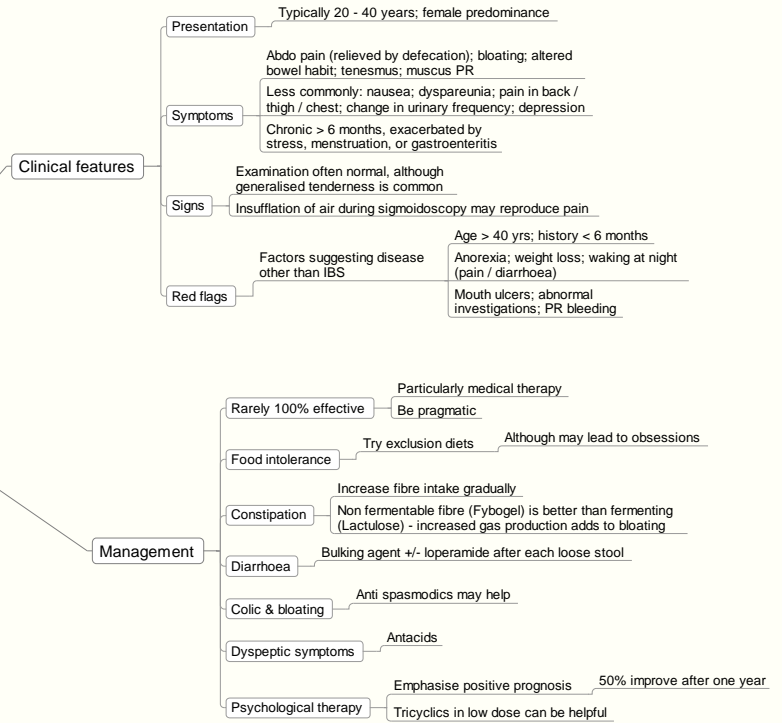 Clinical features
Presentation
Typically 20 - 40 years; female predominance
Symptoms
Abdo pain (relieved by defecation); bloating; altered
bowel habit; tenesmus; muscus PR
Less commonly: nausea; dyspareunia; pain in back /
thigh / chest; change in urinary frequency; depression
Chronic > 6 months, exacerbated by
stress, menstruation, or gastroenteritis
Signs
Examination often normal, although
generalised tenderness is common
Insufflation of air during sigmoidoscopy may reproduce pain
Red flags
Factors suggesting disease
other than IBS
Age > 40 yrs; history < 6 months
Anorexia; weight loss; waking at night
(pain / diarrhoea)
Mouth ulcers; abnormal
investigations; PR bleeding
Management
Rarely 100% effective
Particularly medical therapy
Be pragmatic
Food intolerance
Try exclusion diets
Although may lead to obsessions
Constipation
Increase fibre intake gradually
Non fermentable fibre (Fybogel) is better than fermenting
(Lactulose) - increased gas production adds to bloating
Diarrhoea
Bulking agent +/- loperamide after each loose stool
Colic & bloating
Anti spasmodics may help
Dyspeptic symptoms
Antacids
Psychological therapy
Emphasise positive prognosis
50% improve after one year
Tricyclics in low dose can be helpful